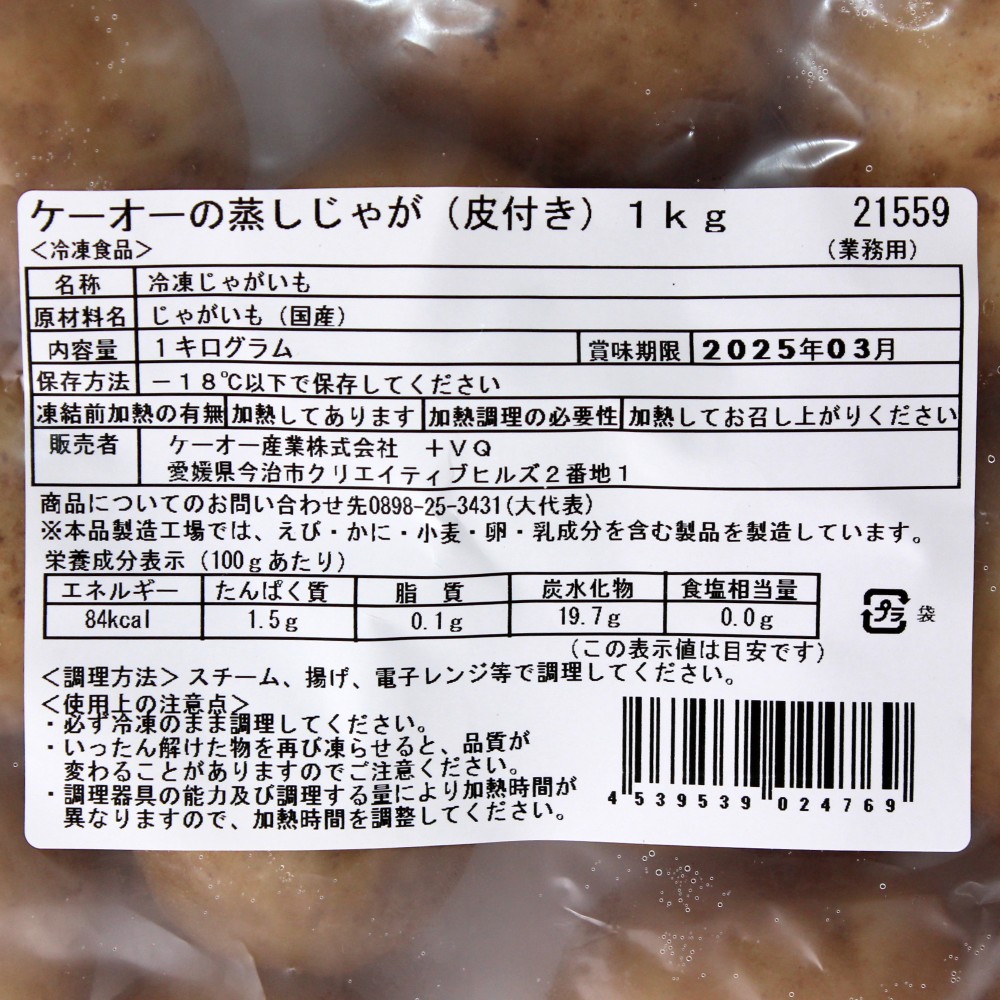 ケーオーの蒸しじゃが（皮付き）１ｋｇ 21559
＜冷凍食品＞ （業務用）
名称 冷凍じゃがいも
原材料名 じゃがいも（国産）
内容量 １キログラム 賞味期限 2025年03月
保存方法 －１８℃以下で保存してください
凍結前加熱の有無 加熱してあります 加熱調理の必要性 加熱してお召し上がりください
販売者 ケーオー産業株式会社 ＋ＶＱ
愛媛県今治市クリエイティブヒルズ２番地１
商品についてのお問い合わせ先0898-25-3431(大代表)
※本品製造工場では、えび・かに・小麦・卵・乳成分を含む製品を製造しています。
栄養成分表示（100ｇあたり）
エネルギー たんぱく質 脂　質 炭水化物 食塩相当量
84kcal 1.5ｇ 0.1ｇ 19.7ｇ 0.0ｇ
プラ 袋
（この表示値は目安です）
＜調理方法＞スチーム、揚げ、電子レンジ等で調理してください。
＜使用上の注意点＞
・必ず冷凍のまま調理してください。
・いったん解けた物を再び凍らせると、品質が
変わることがありますのでご注意ください。
・調理器具の能力及び調理する量により加熱時間が
異なりますので、加熱時間を調整してください。
4 539539 024769